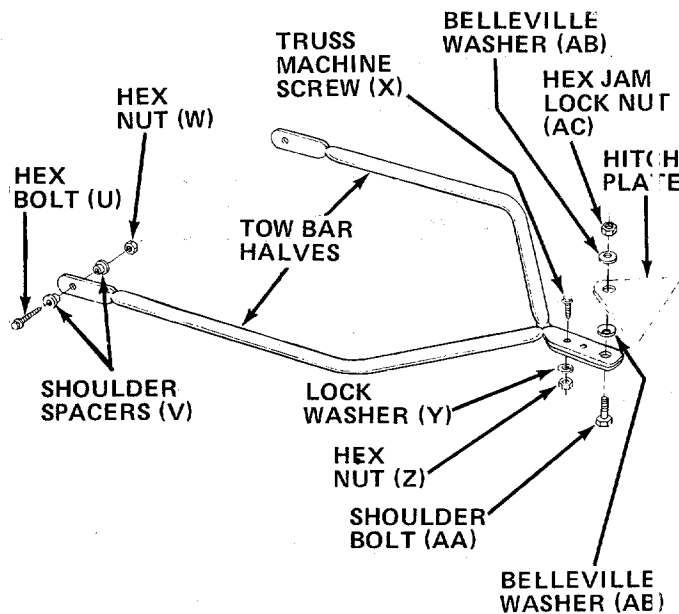 BELLEVILLE
WASHER (AB)
TRUSS
MACHINE
SCREW (X)
HEX JAM
LOCK NUT
(AC)
HEX
NUT (W)
HITCH
PLATE
HEX
BOLT (U)
TOW BAR
HALVES
SHOULDER
SPACERS (V)
LOCK
WASHER (Y)
HEX
NUT (Z)
SHOULDER
BOLT (AA)
BELLEVILLE
WASHER (AB)